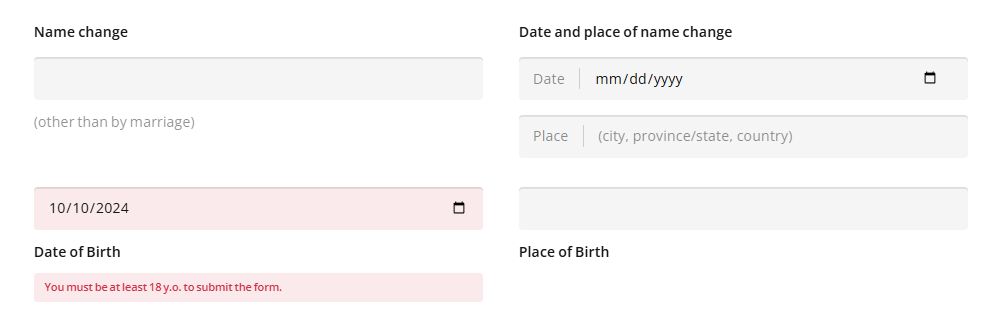 Name change
Date and place of name change
Date
mm/dd/yyyy
(other than by marriage)
Place
(city, province/state, country)
10/10/2024
Date of Birth
Place of Birth
You must be at least 18 y.o. to submit the form.